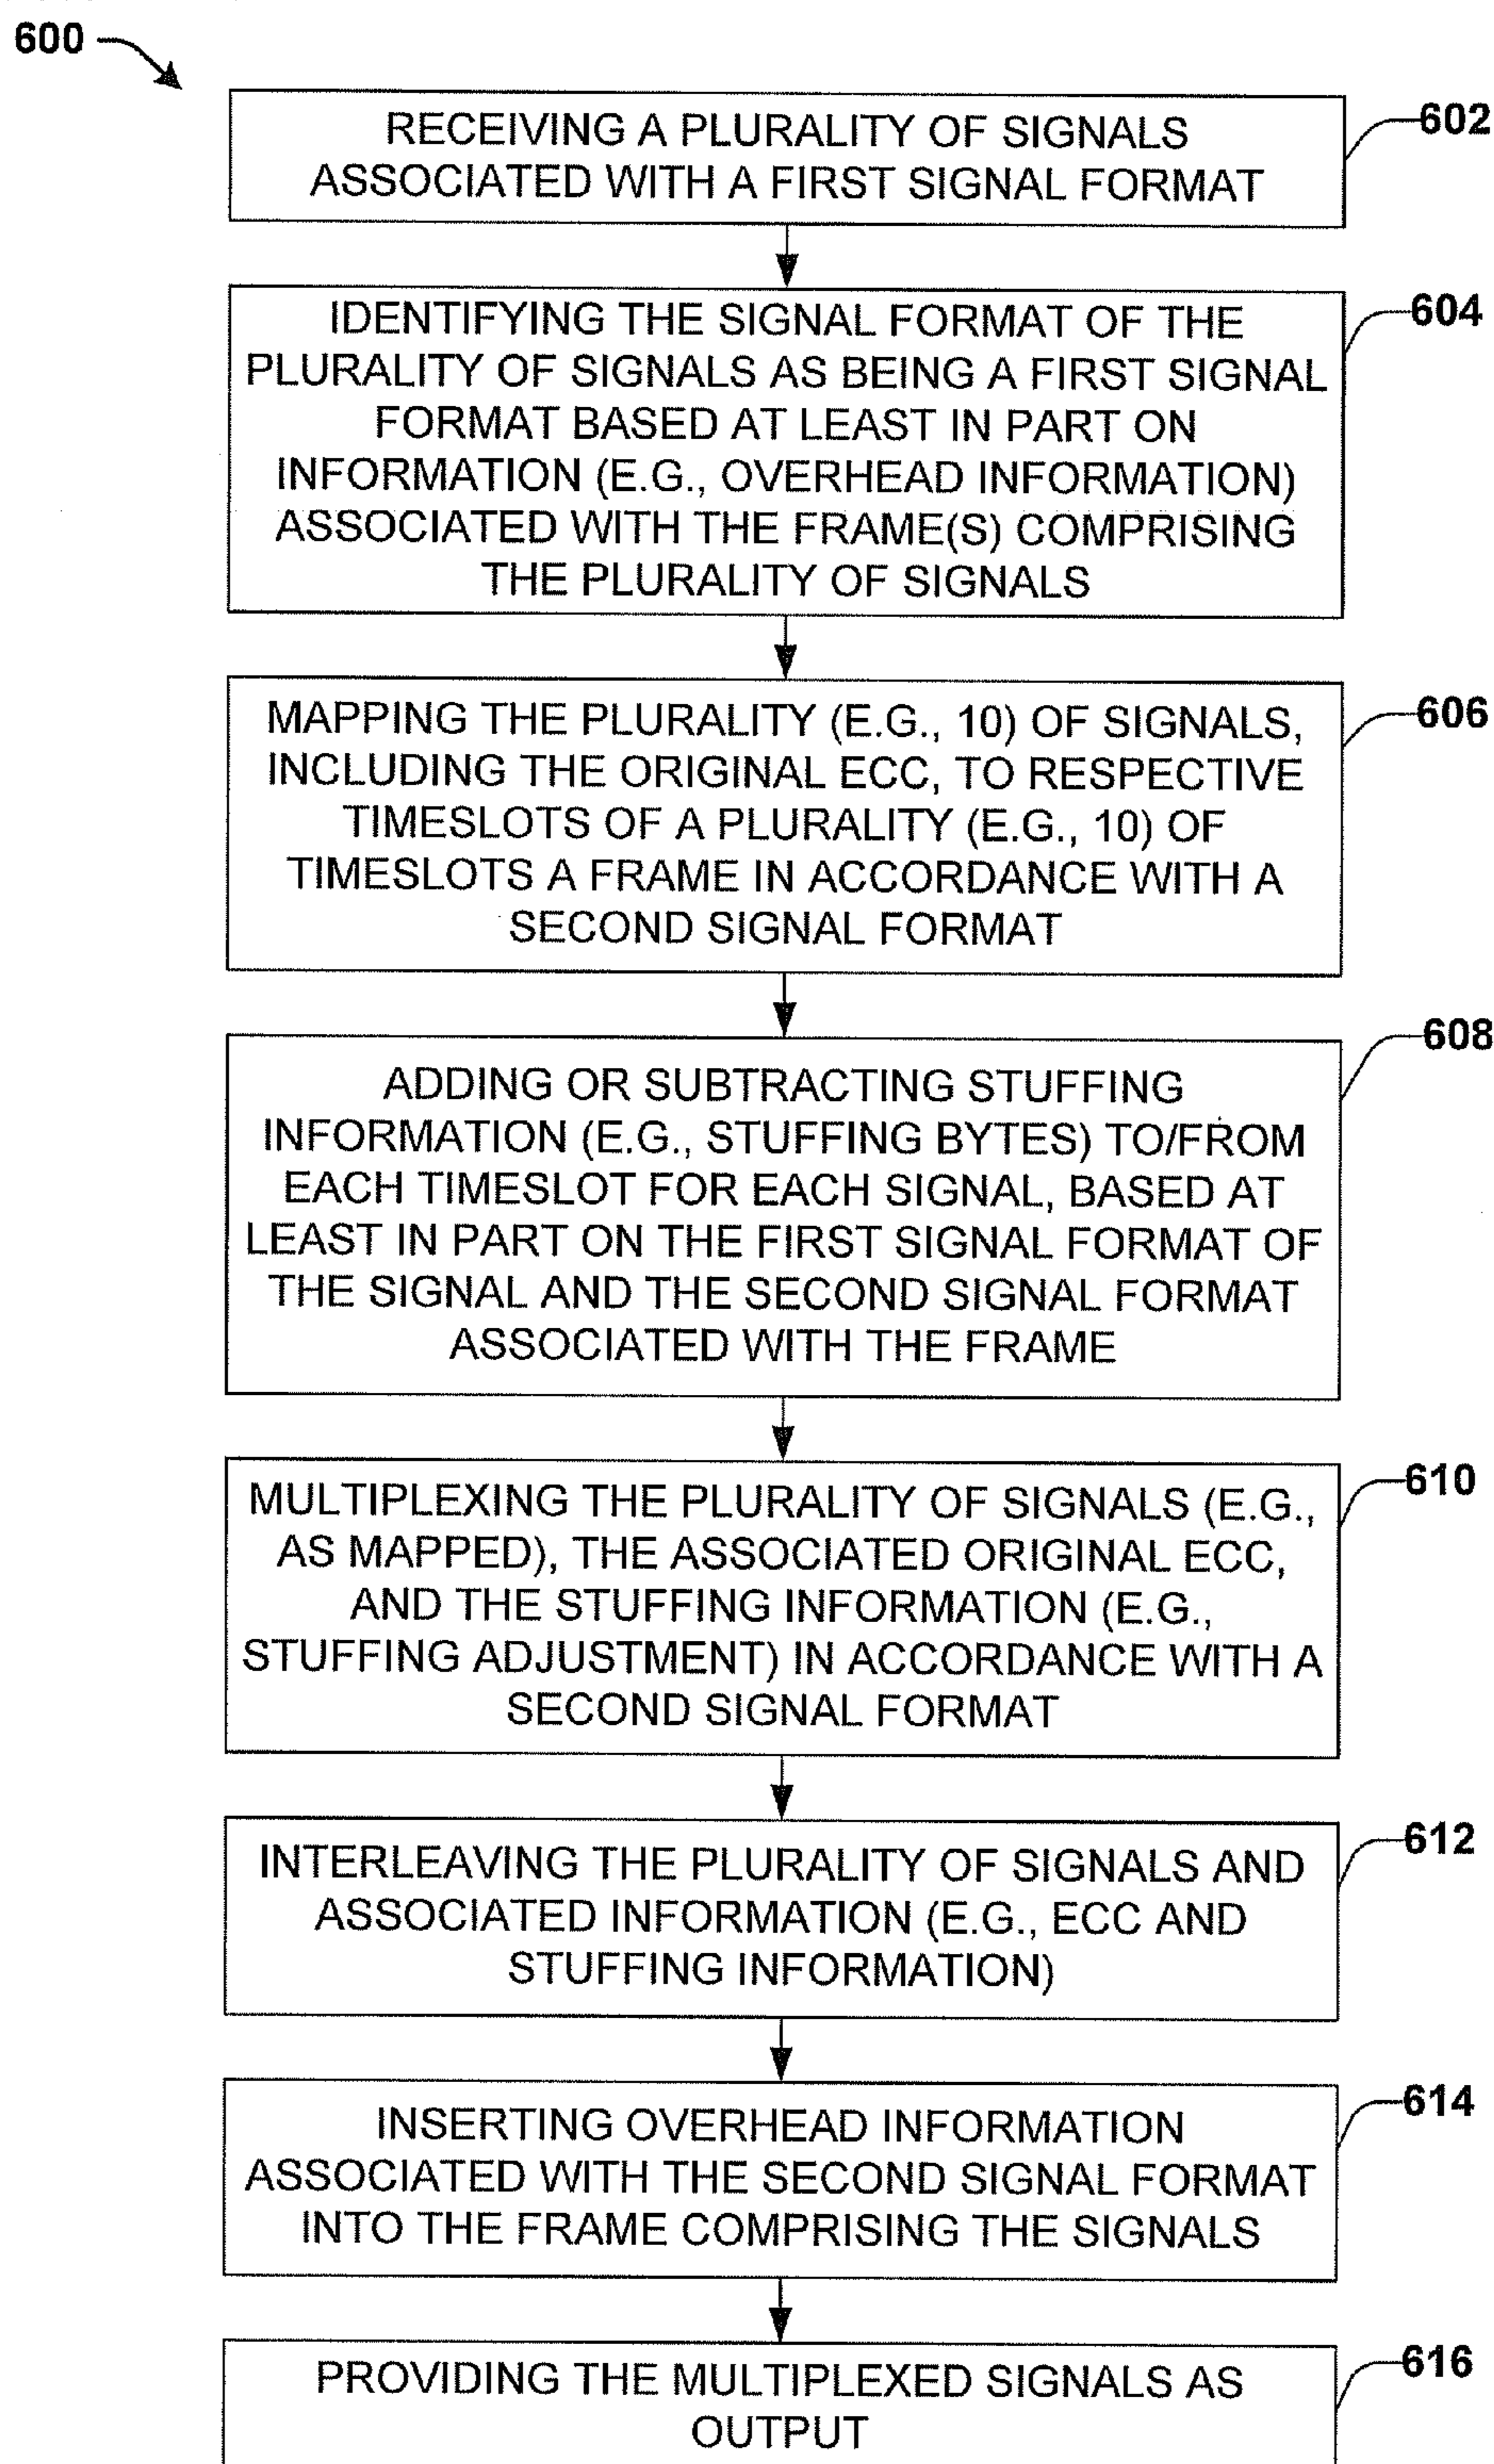 600
RECEIVING A PLURALITY OF SIGNALS
ASSOCIATED WITH A FIRST SIGNAL FORMAT
602
IDENTIFYING THE SIGNAL FORMAT OF THE
PLURALITY OF SIGNALS AS BEING A FIRST SIGNAL
FORMAT BASED AT LEAST IN PART ON
INFORMATION (E.G., OVERHEAD INFORMATION)
ASSOCIATED WITH THE FRAME(S) COMPRISING
THE PLURALITY OF SIGNALS
604
MAPPING THE PLURALITY (E.G., 10) OF SIGNALS,
INCLUDING THE ORIGINAL ECC, TO RESPECTIVE
TIMESLOTS OF A PLURALITY (E.G., 10) OF
TIMESLOTS A FRAME IN ACCORDANCE WITH A
SECOND SIGNAL FORMAT
606
ADDING OR SUBTRACTING STUFFING
INFORMATION (E.G., STUFFING BYTES) TO/FROM
EACH TIMESLOT FOR EACH SIGNAL, BASED AT
LEAST IN PART ON THE FIRST SIGNAL FORMAT OF
THE SIGNAL AND THE SECOND SIGNAL FORMAT
ASSOCIATED WITH THE FRAME
608
MULTIPLEXING THE PLURALITY OF SIGNALS (E.G.,
AS MAPPED), THE ASSOCIATED ORIGINAL ECC,
AND THE STUFFING INFORMATION (E.G.,
STUFFING ADJUSTMENT) IN ACCORDANCE WITH A
SECOND SIGNAL FORMAT
610
INTERLEAVING THE PLURALITY OF SIGNALS AND
ASSOCIATED INFORMATION (E.G., ECC AND
STUFFING INFORMATION)
612
INSERTING OVERHEAD INFORMATION
ASSOCIATED WITH THE SECOND SIGNAL FORMAT
INTO THE FRAME COMPRISING THE SIGNALS
614
PROVIDING THE MULTIPLEXED SIGNALS AS
OUTPUT
616